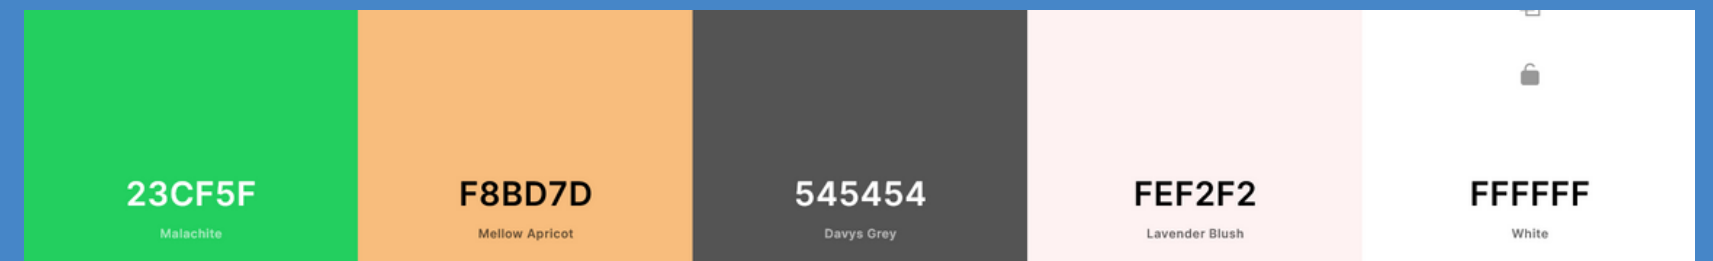 23CF5F
Malachite
F8BD7D
Mellow Apricot
545454
Davys Grey
FEF2F2
Lavender Blush
FFFFFF
White